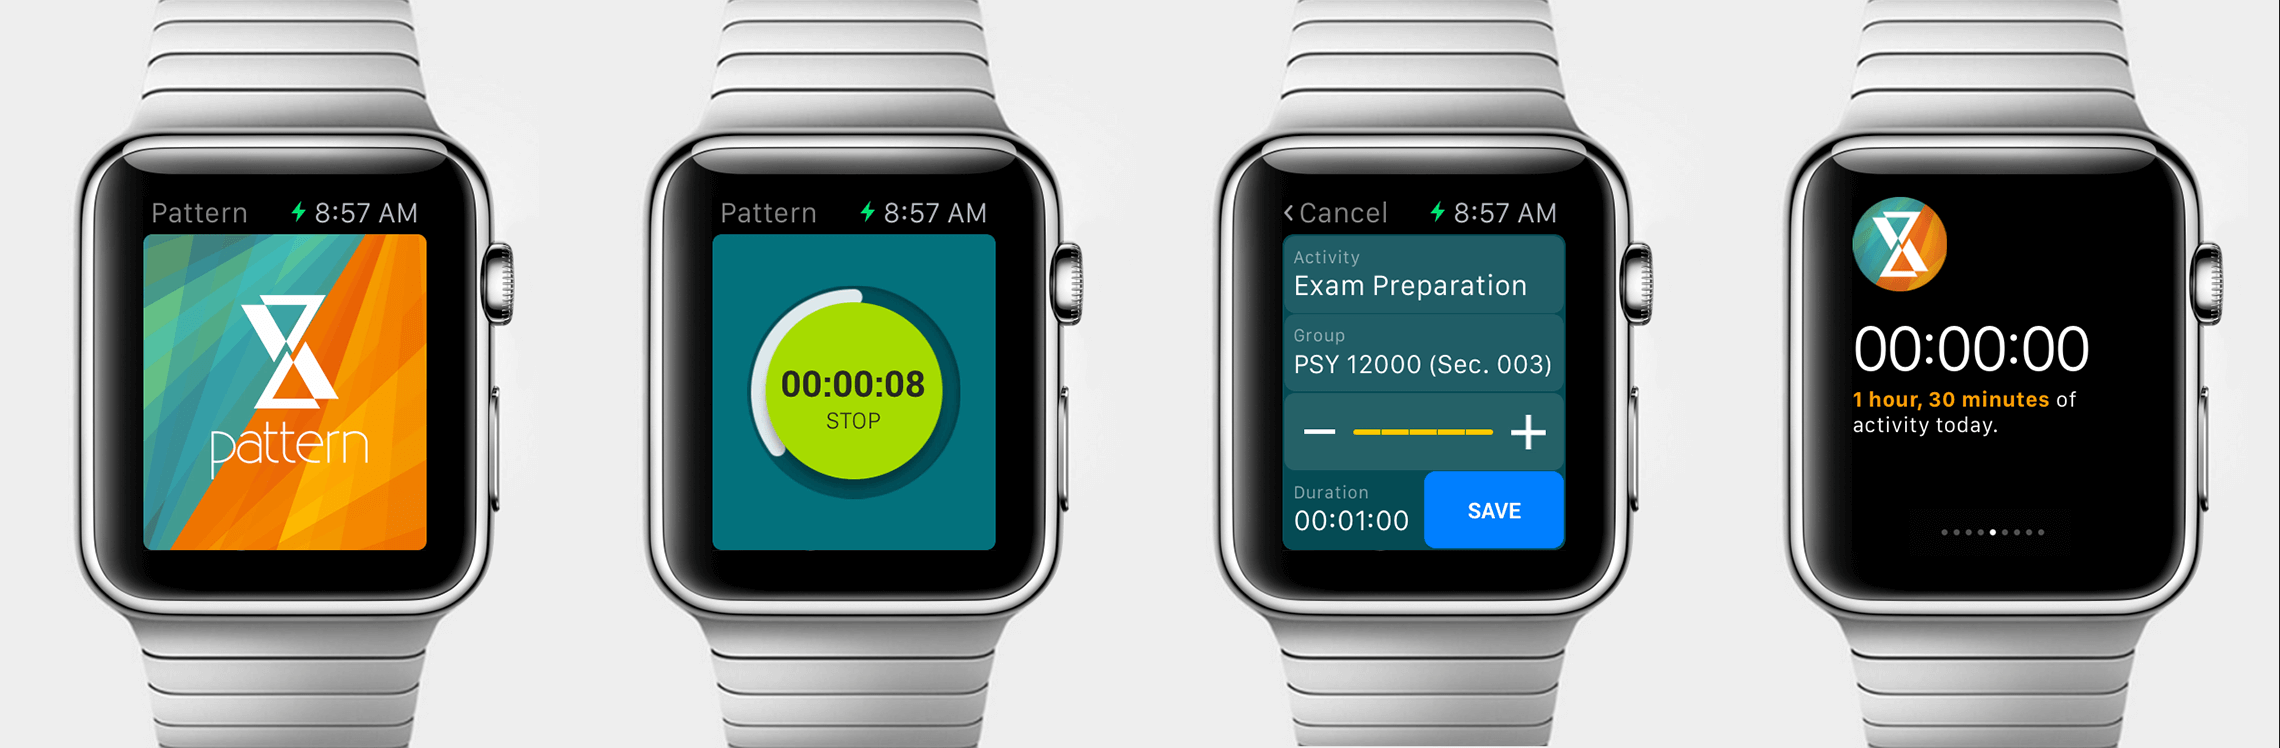 Pattern 8:57 AM
pattern
Pattern 8:57 AM
00:00:08
STOP
<Cancel 8:57 AM
Activity
Exam Preparation
Group
PSY 12000 (Sec. 003)
− +
Duration
00:01:00
SAVE
00:00:00
1 hour, 30 minutes of
activity today.